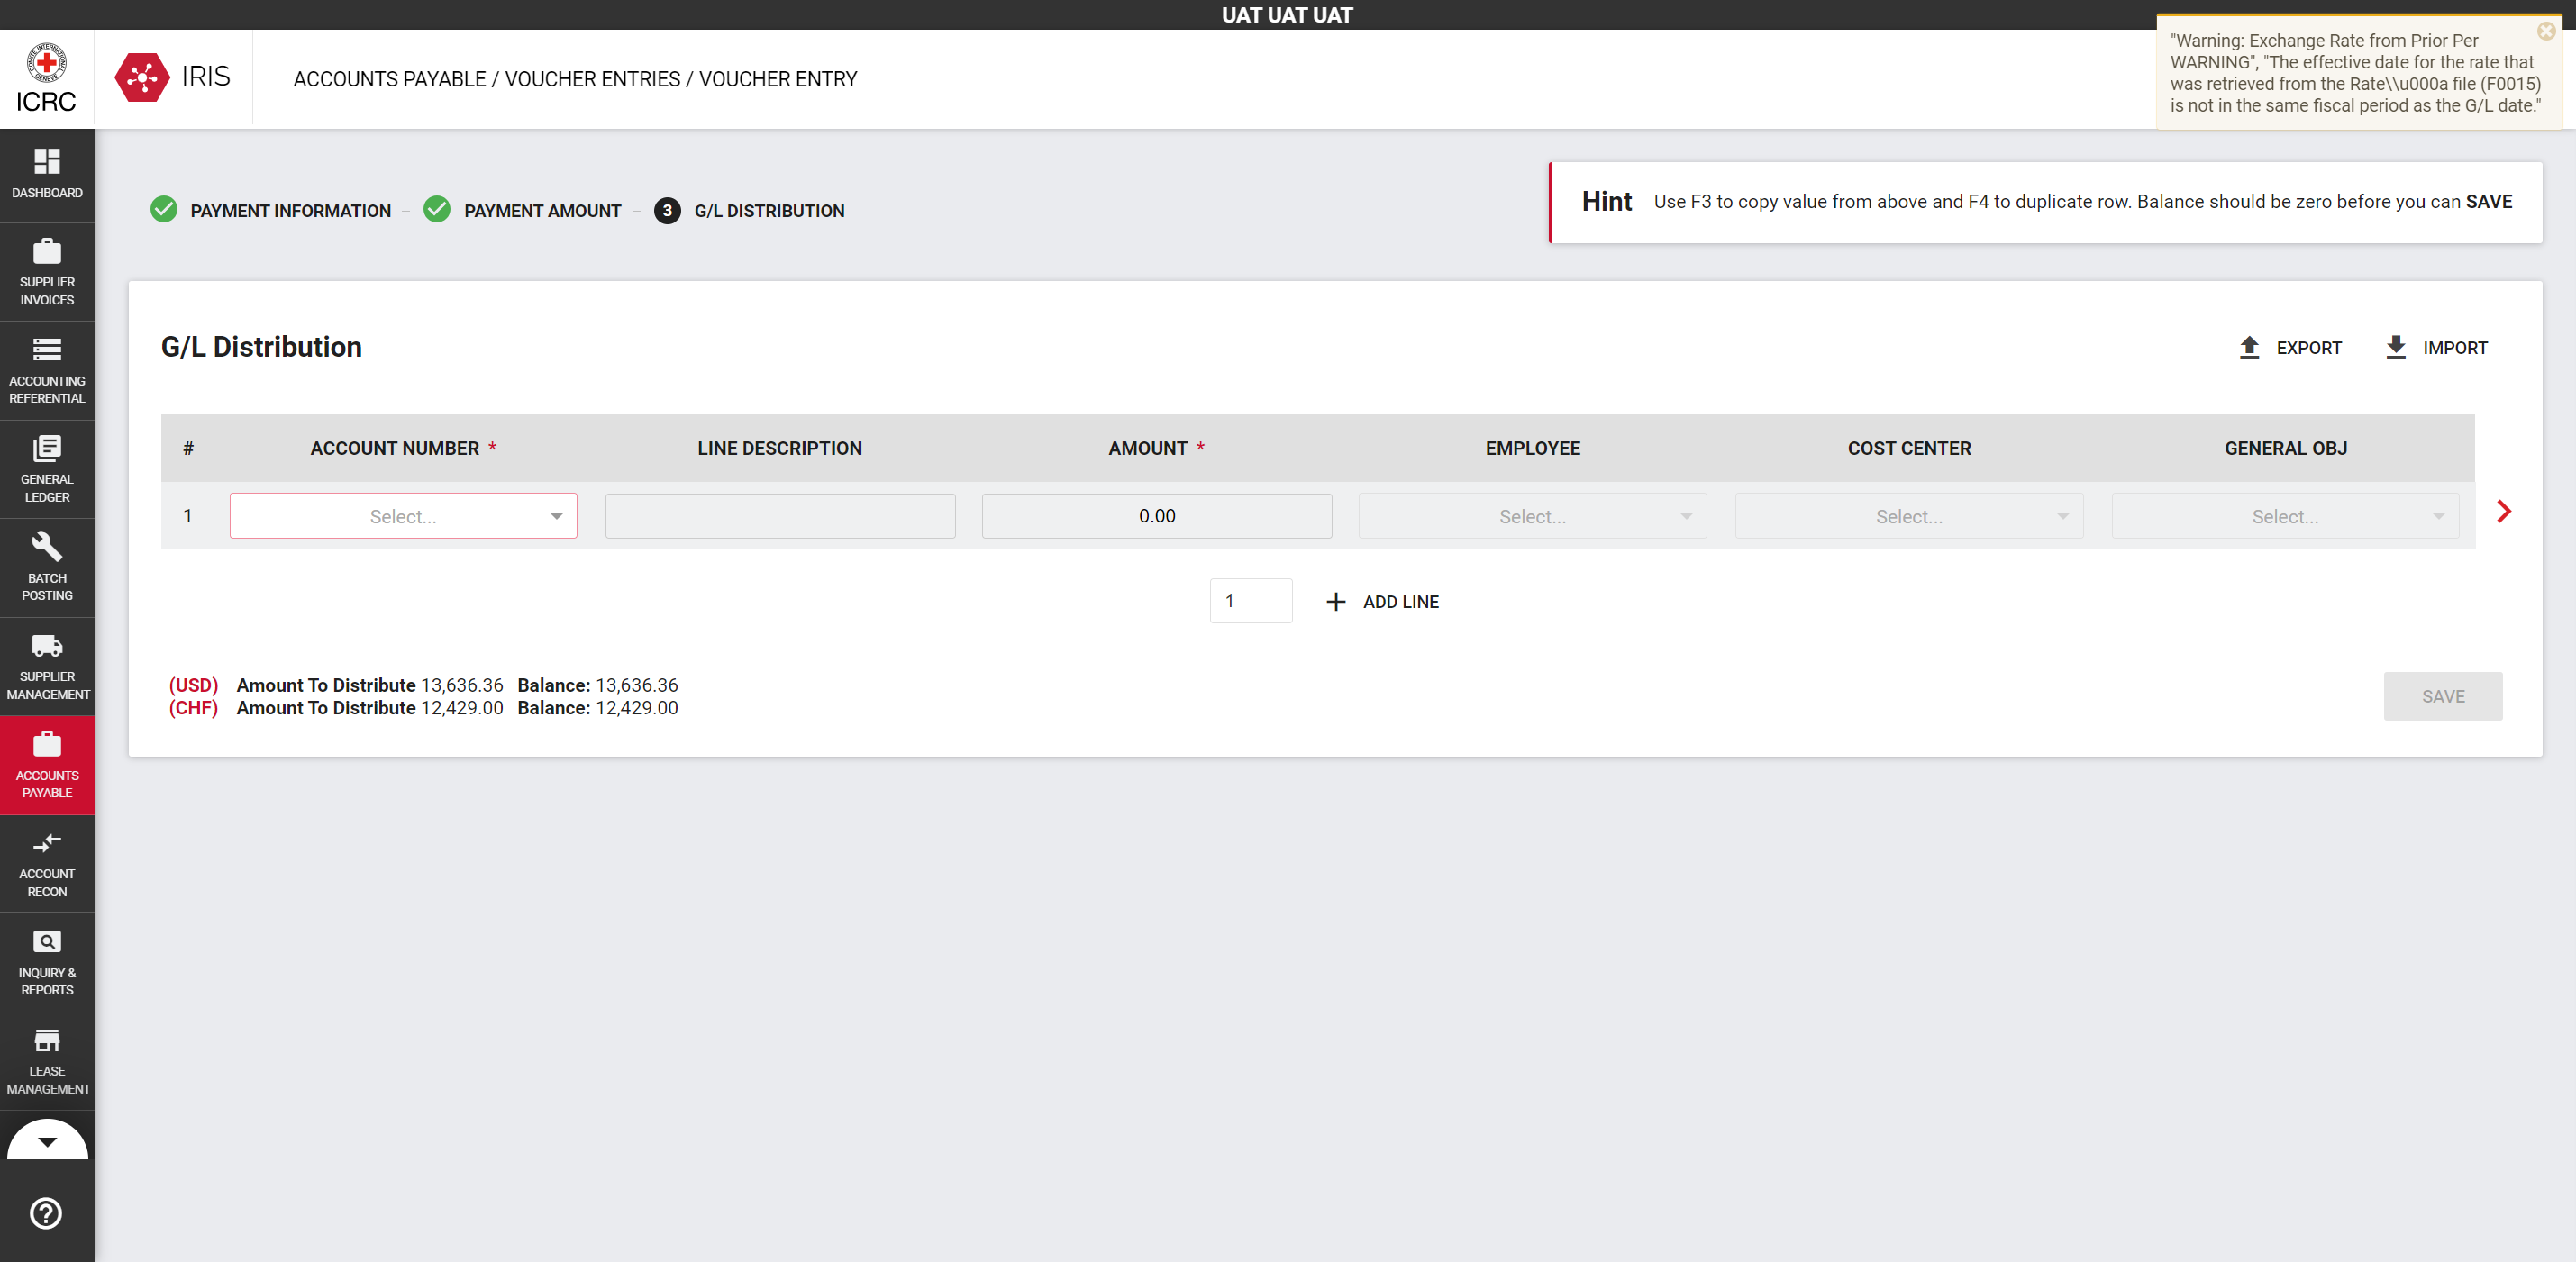 UAT UAT UAT
"Warning: Exchange Rate from Prior Per
WARNING", "The effective date for the rate that
was retrieved from the Rate\\u000a file (F0015)
is not in the same fiscal period as the G/L date."
COMITE INTERNATIONAL GENEVE
ICRC
IRIS
ACCOUNTS PAYABLE / VOUCHER ENTRIES / VOUCHER ENTRY
DASHBOARD
SUPPLIER
INVOICES
ACCOUNTING
REFERENTIAL
GENERAL
LEDGER
BATCH
POSTING
SUPPLIER
MANAGEMENT
ACCOUNTS
PAYABLE
ACCOUNT
RECON
INQUIRY &
REPORTS
LEASE
MANAGEMENT
PAYMENT INFORMATION
PAYMENT AMOUNT
3 G/L DISTRIBUTION
Hint Use F3 to copy value from above and F4 to duplicate row. Balance should be zero before you can SAVE
G/L Distribution
EXPORT
IMPORT
# ACCOUNT NUMBER * LINE DESCRIPTION AMOUNT * EMPLOYEE COST CENTER GENERAL OBJ
1 Select... 0.00 Select... Select... Select...
1 + ADD LINE
(USD) Amount To Distribute 13,636.36 Balance: 13,636.36
(CHF) Amount To Distribute 12,429.00 Balance: 12,429.00
SAVE